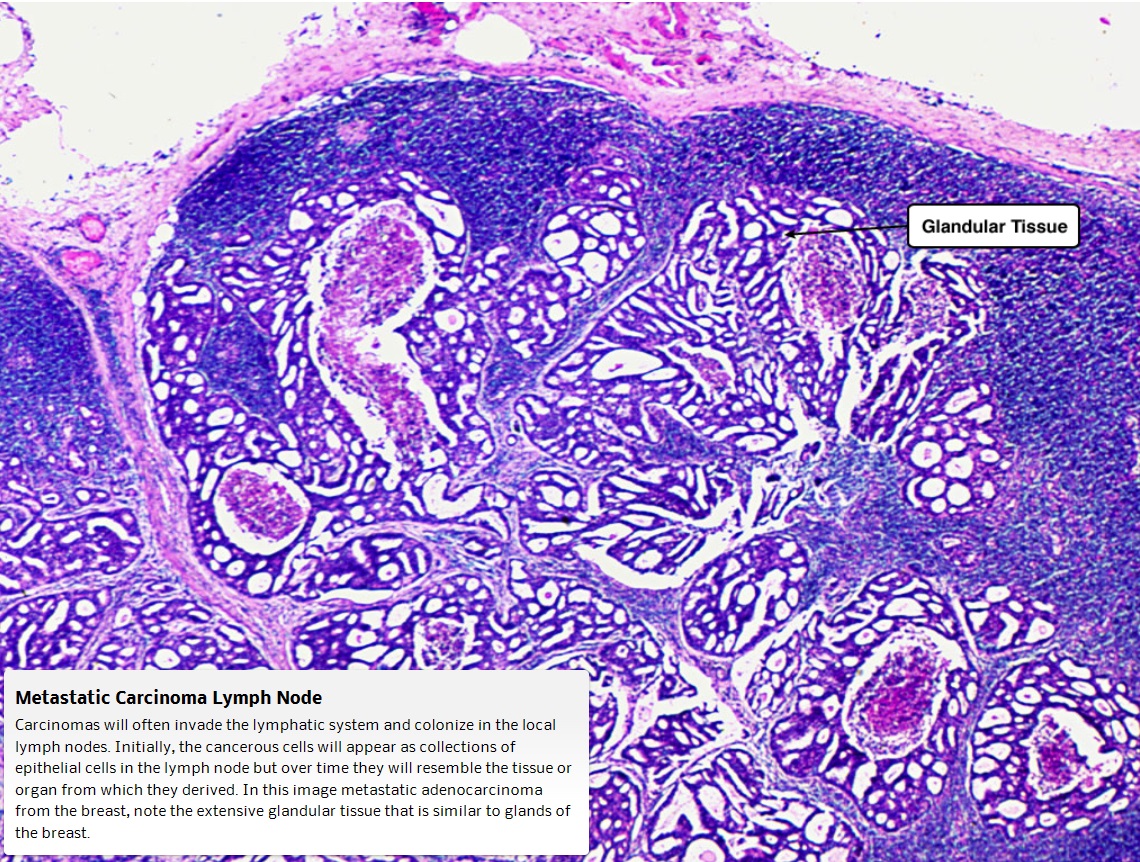 Glandular Tissue
Metastatic Carcinoma Lymph Node
Carcinomas will often invade the lymphatic system and colonize in the local
lymph nodes. Initially, the cancerous cells will appear as collections of
epithelial cells in the lymph node but over time they will resemble the tissue or
organ from which they derived. In this image metastatic adenocarcinoma
from the breast, note the extensive glandular tissue that is similar to glands of
the breast.